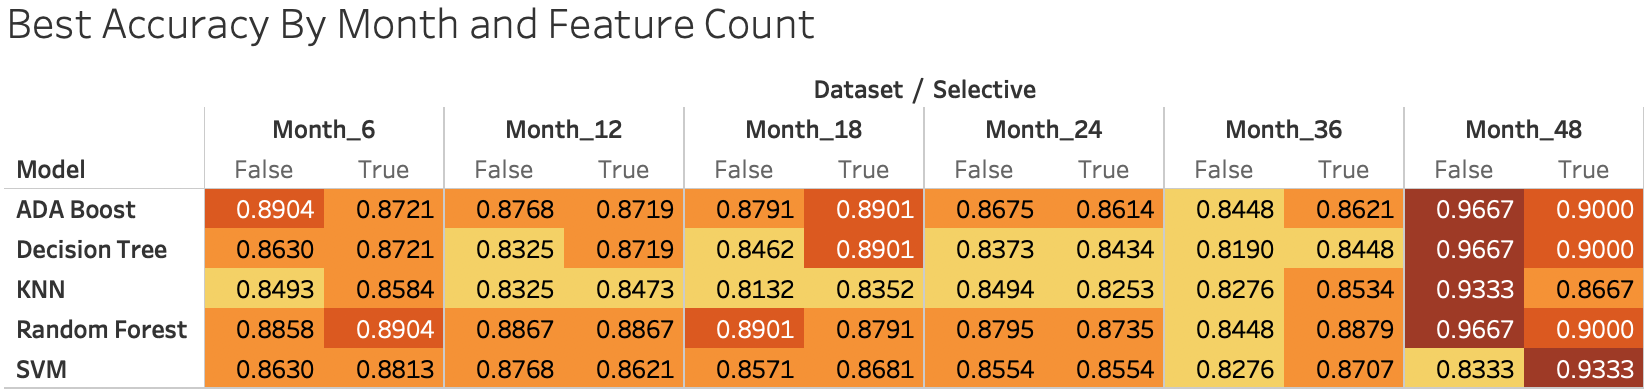 Best Accuracy By Month and Feature Count
Dataset / Selective
Month_6 Month_12 Month_18 Month_24 Month_36 Month_48
Model False True False True False True False True False True False True
ADA Boost 0.8904 0.8721 0.8768 0.8719 0.8791 0.8901 0.8675 0.8614 0.8448 0.8621 0.9667 0.9000
Decision Tree 0.8630 0.8721 0.8325 0.8719 0.8462 0.8901 0.8373 0.8434 0.8190 0.8448 0.9667 0.9000
KNN 0.8493 0.8584 0.8325 0.8473 0.8132 0.8352 0.8494 0.8253 0.8276 0.8534 0.9333 0.8667
Random Forest 0.8858 0.8904 0.8867 0.8867 0.8901 0.8791 0.8795 0.8735 0.8448 0.8879 0.9667 0.9000
SVM 0.8630 0.8813 0.8768 0.8621 0.8571 0.8681 0.8554 0.8554 0.8276 0.8707 0.8333 0.9333